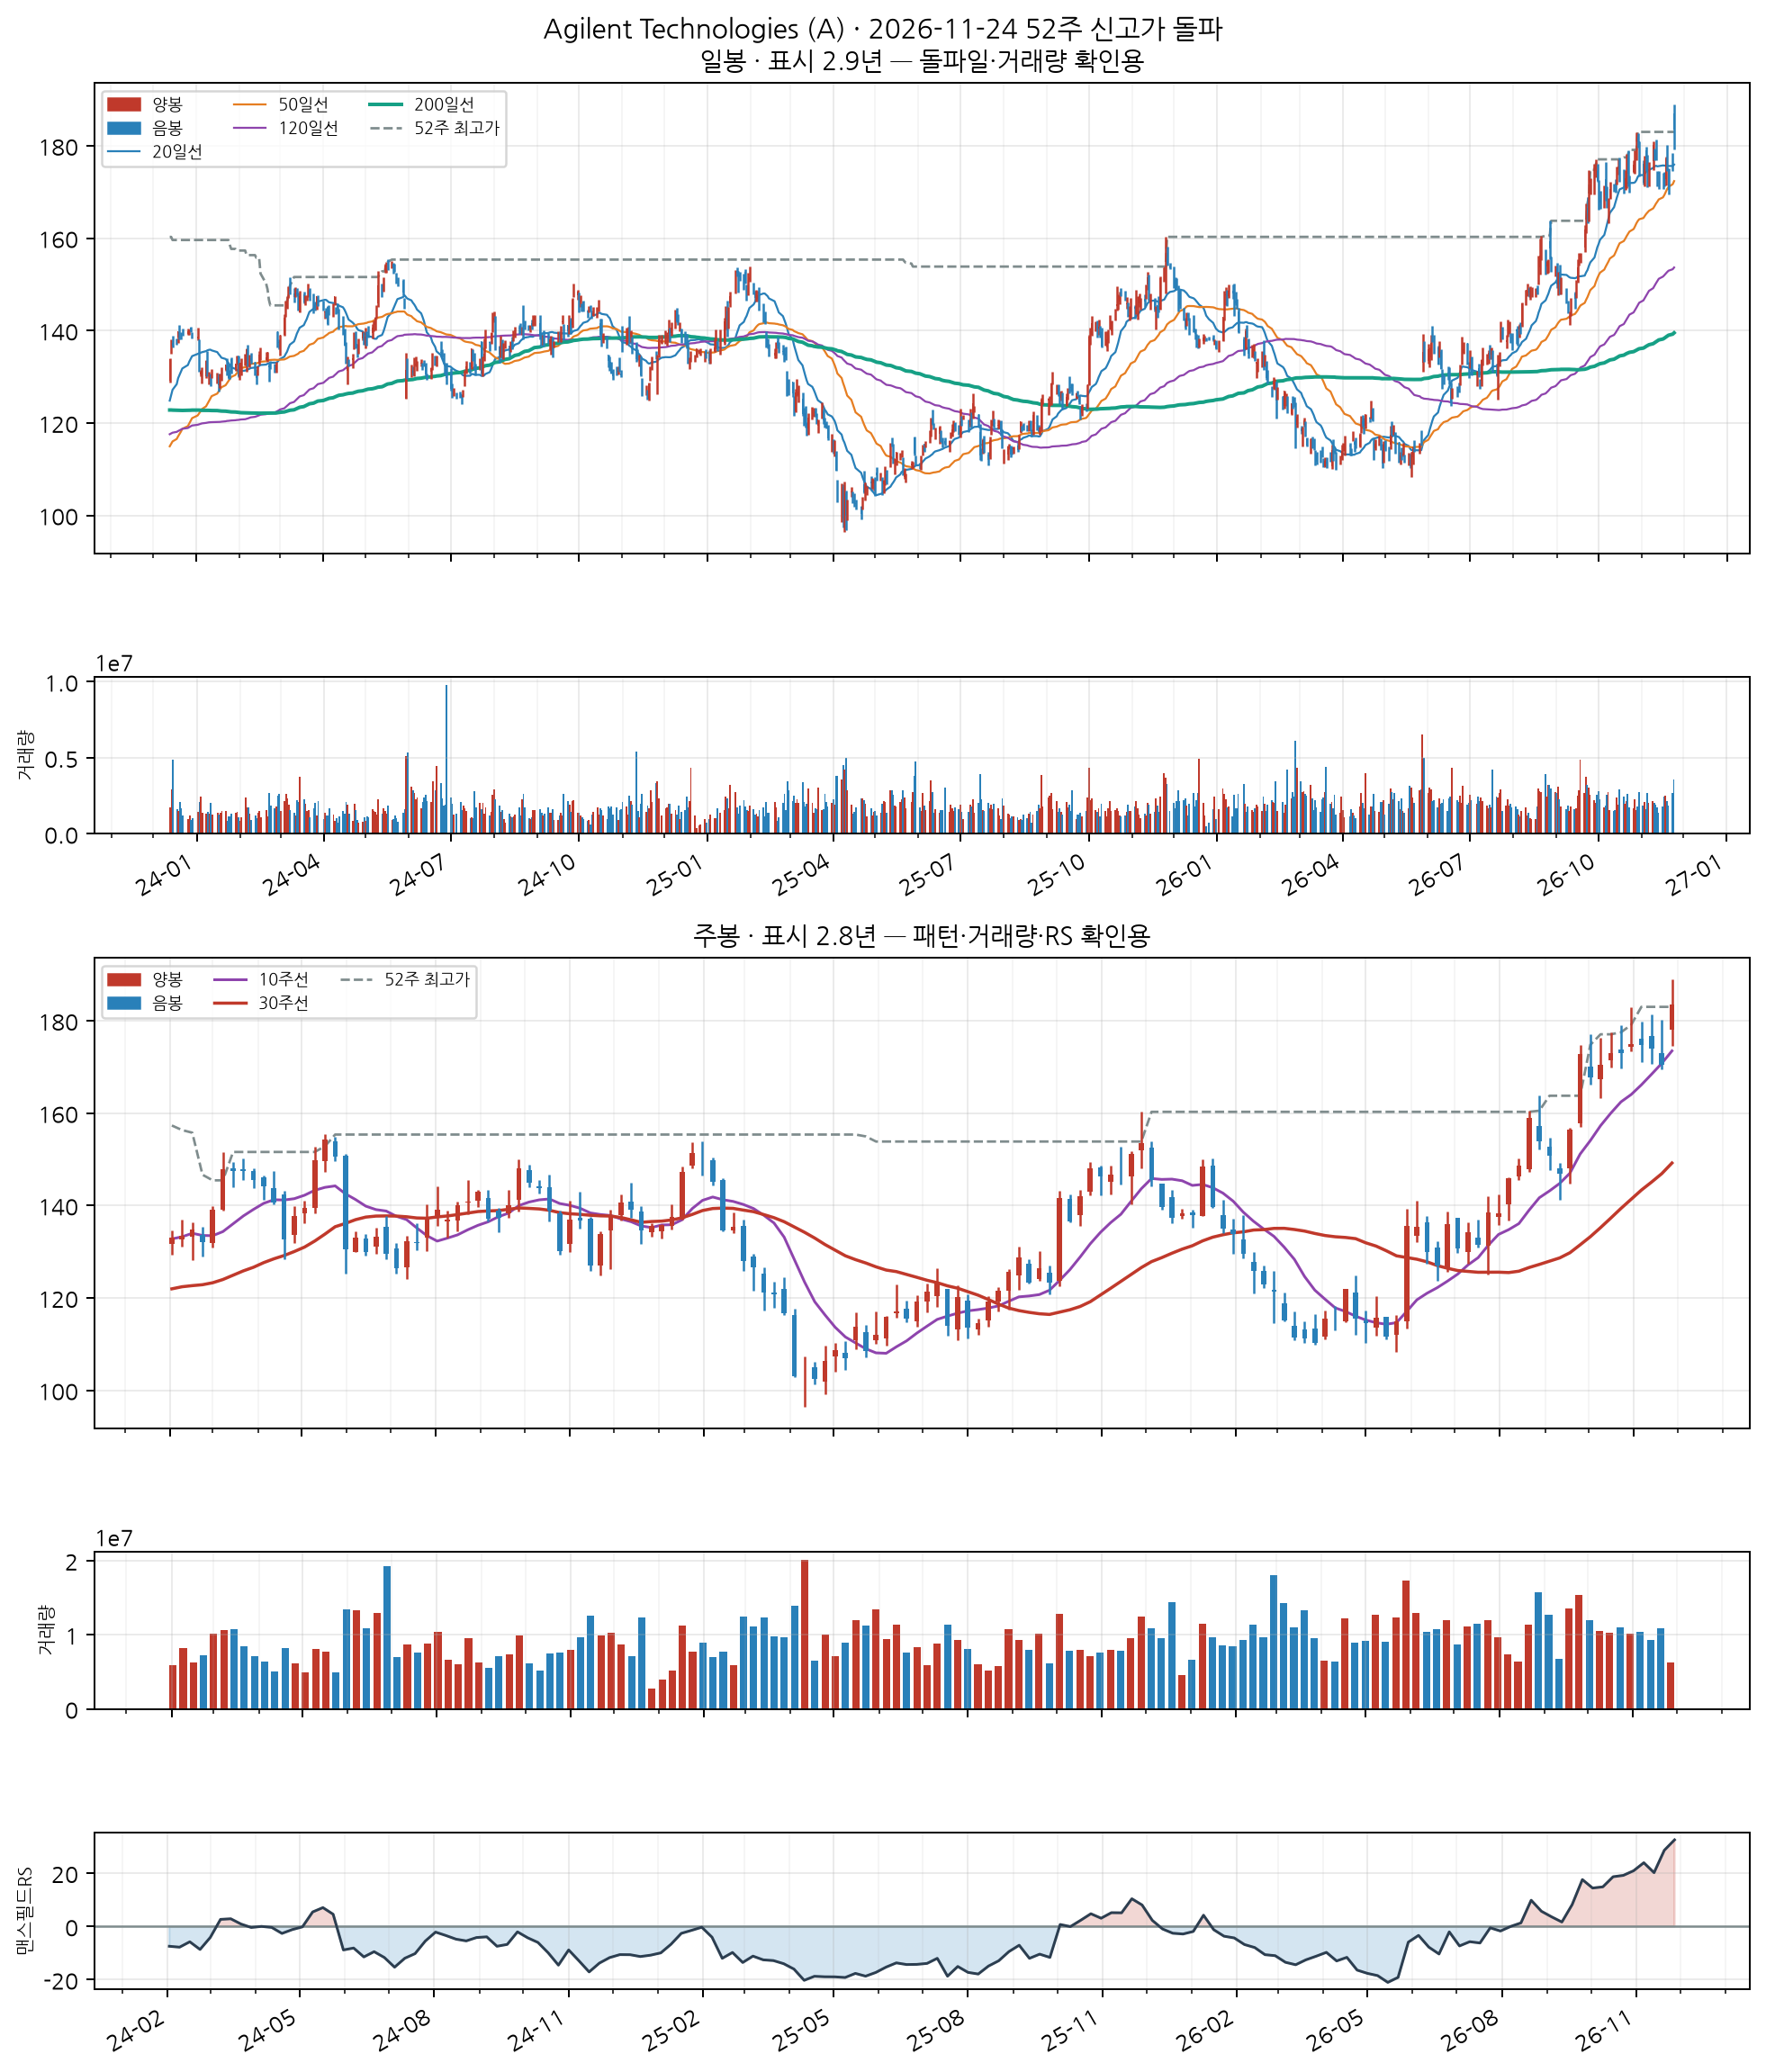 Agilent Technologies (A) · 2026-11-24 52주 신고가 돌파
일봉 · 표시 2.9년 — 돌파일·거래량 확인용
양봉
음봉
20일선
50일선
120일선
200일선
52주 최고가
180
160
140
120
100
1e7
1.0
0.5
0.0
거래량
24-01
24-04
24-07
24-10
25-01
25-04
25-07
25-10
26-01
26-04
26-07
26-10
27-01
주봉 · 표시 2.8년 — 패턴·거래량·RS 확인용
양봉
음봉
10주선
30주선
52주 최고가
180
160
140
120
100
1e7
2
1
0
거래량
20
0
-20
맨스필드RS
24-02
24-05
24-08
24-11
25-02
25-05
25-08
25-11
26-02
26-05
26-08
26-11